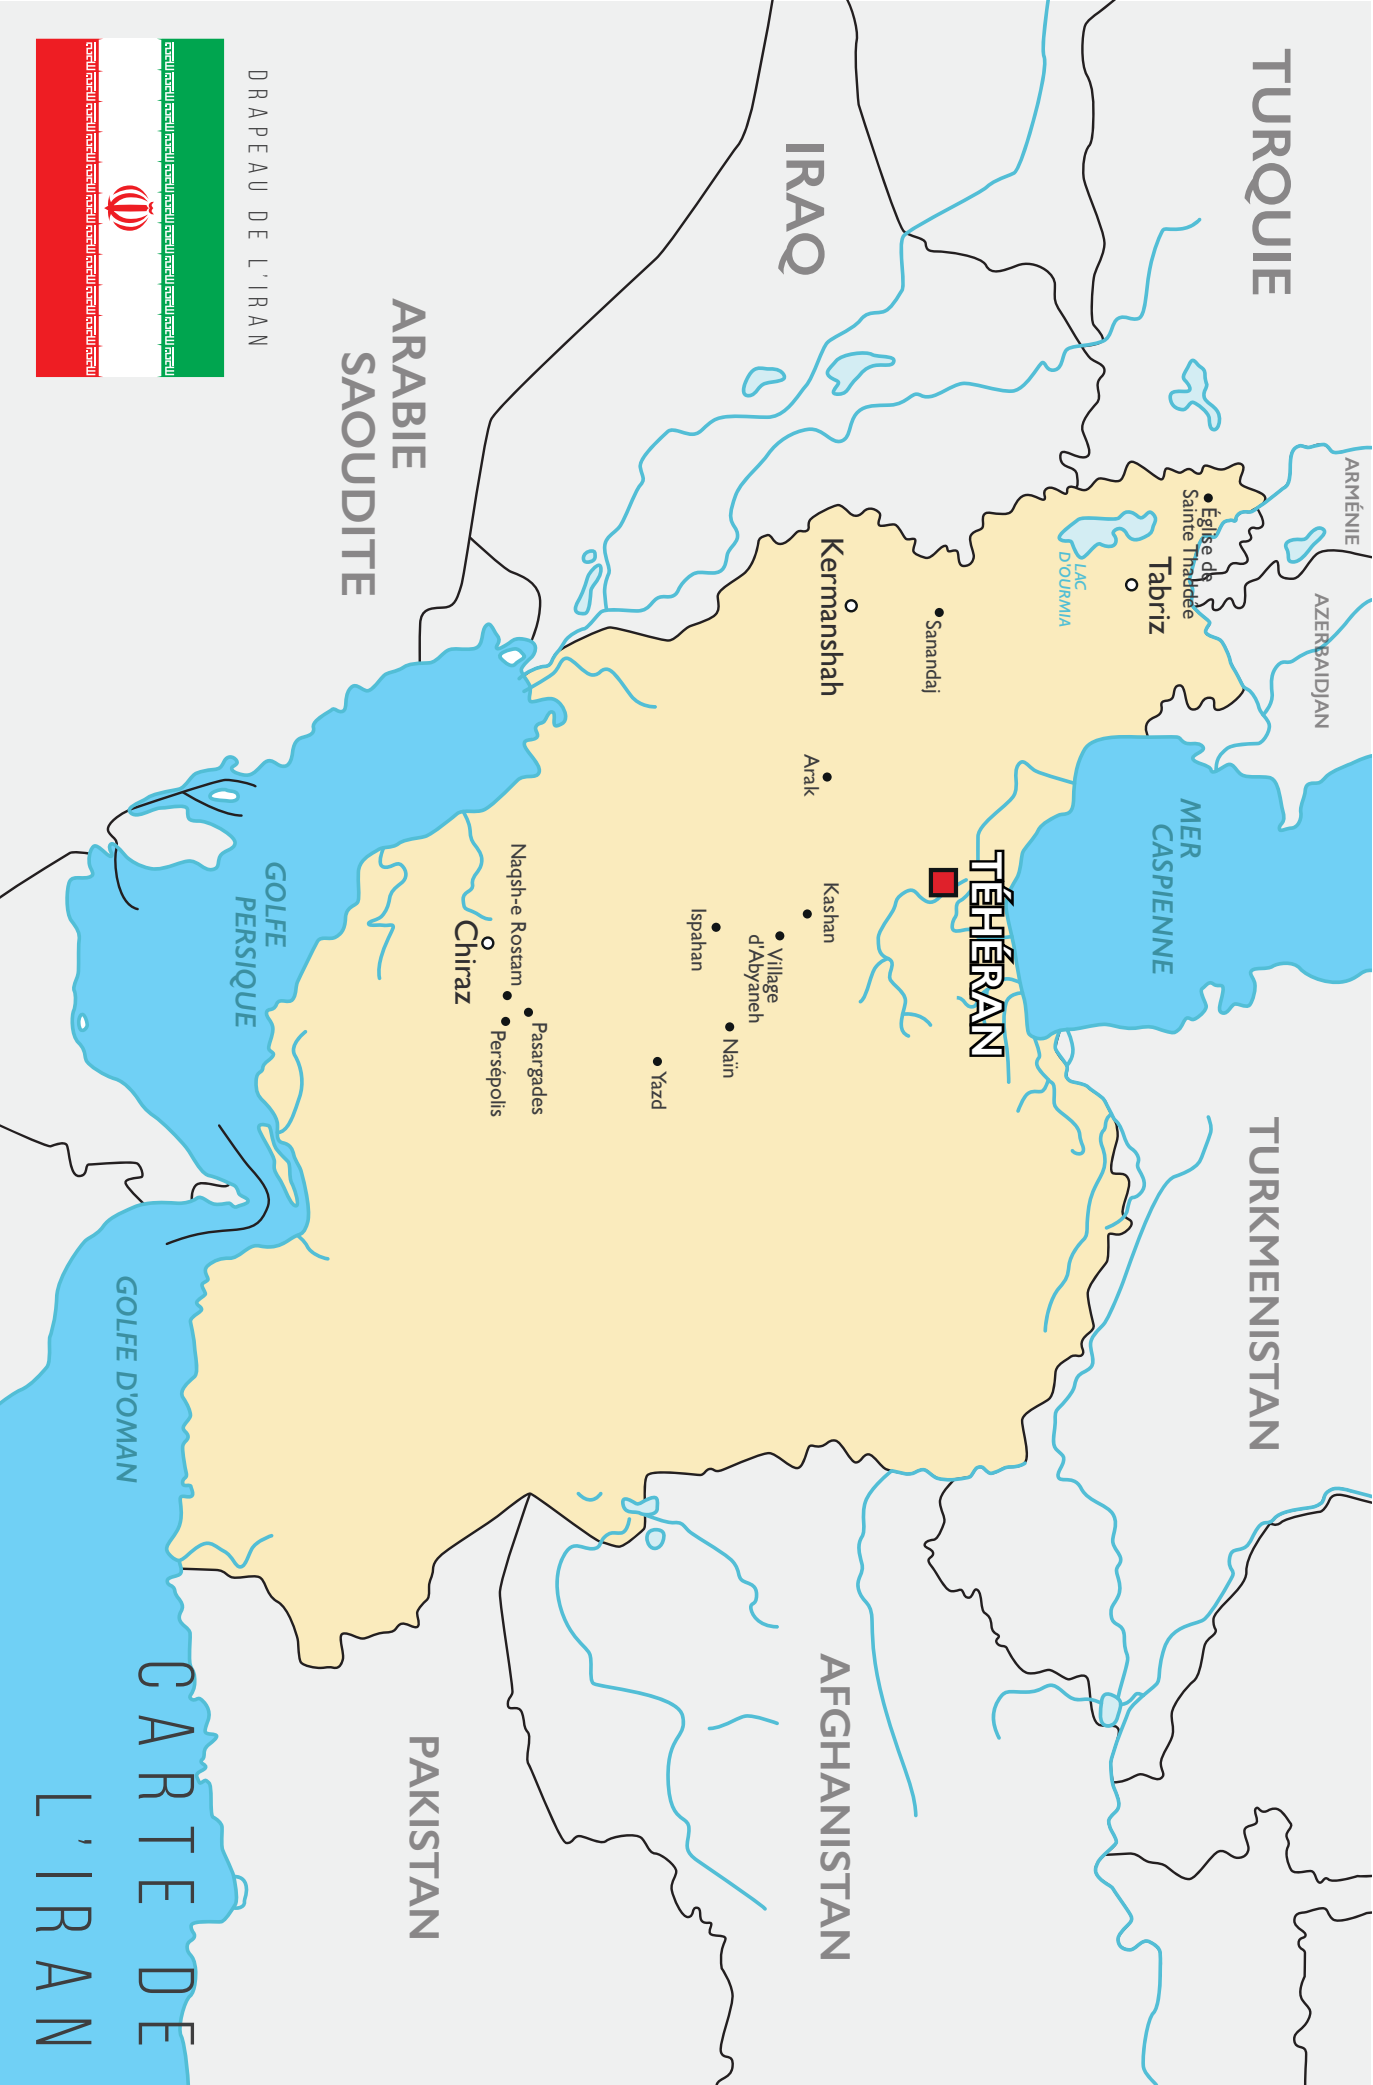 TURQUIE
ARMÉNIE
AZERBAIDJAN
Église de
Sainte Thaddée
Tabriz
LAC
D'OURMIA
MER
CASPIENNE
TURKMENISTAN
IRAQ
Sanandaj
Kermanshah
TÉHÉRAN
Arak
Kashan
Village
d'Abyaneh
Ispahan
Naïn
Yazd
AFGHANISTAN
ARABIE
SAOUDITE
Naqsh-e Rostam
Pasargades
Persépolis
Chiraz
PAKISTAN
GOLFE
PERSIQUE
GOLFE D'OMAN
DRAPEAU DE L'IRAN
CARTE DE
L'IRAN